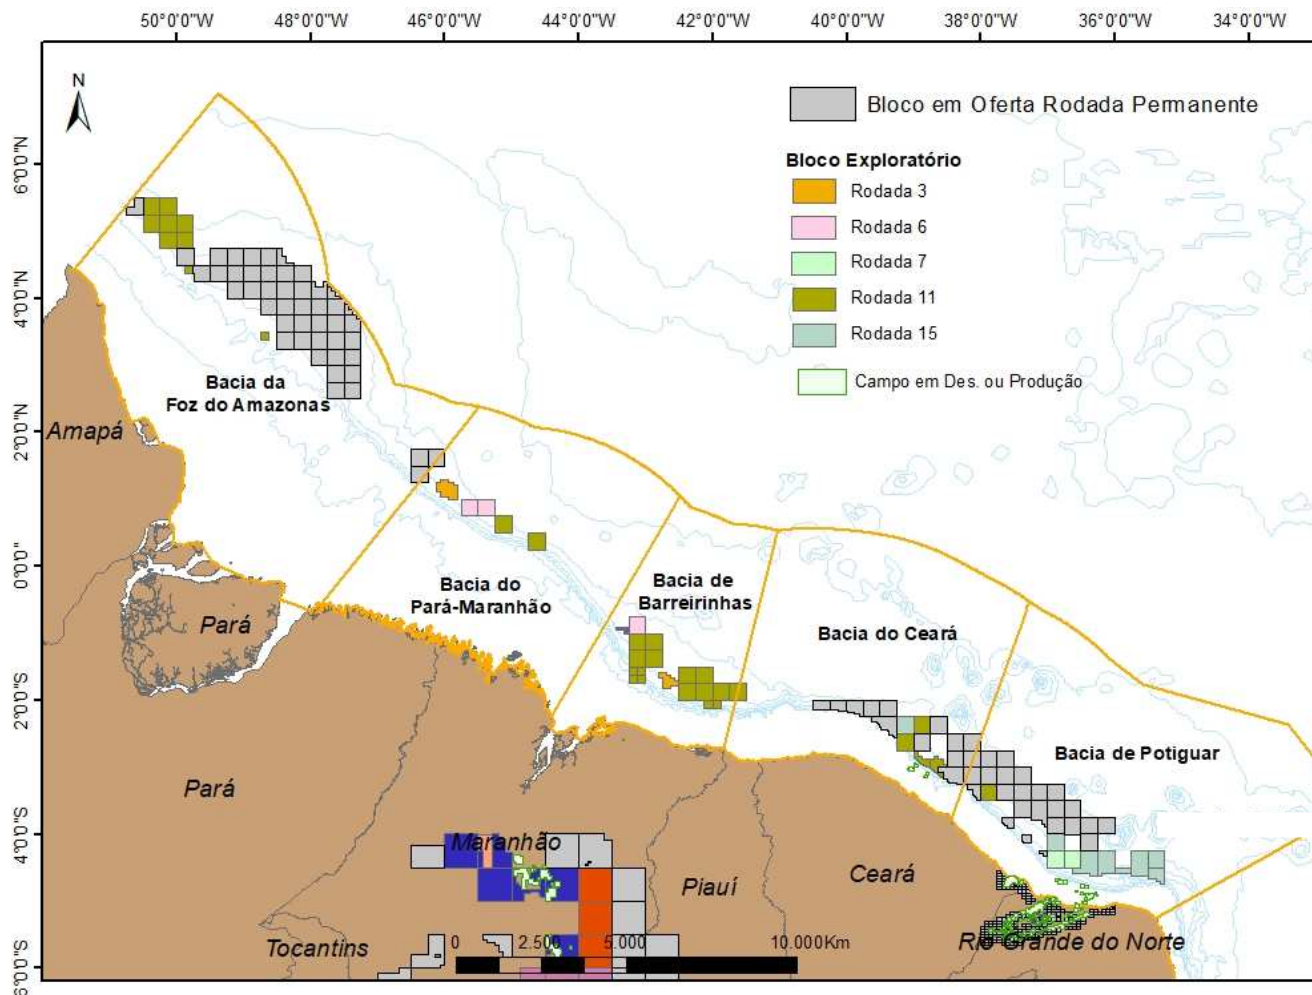 50°0'0"W 48°0'0"W 46°0'0"W 44°0'0"W 42°0'0"W 40°0'0"W 38°0'0"W 36°0'0"W 34°0'0"W
N
Bloco em Oferta Rodada Permanente
Bloco Exploratório
Rodada 3
Rodada 6
Rodada 7
Rodada 11
Rodada 15
Campo em Des. ou Produção
6°0'0"N
4°0'0"N
2°0'0"N
0°0'0"
2°0'0"S
4°0'0"S
6°0'0"S
Bacia da
Foz do Amazonas
Amapá
Bacia do
Pará-Maranhão
Bacia de
Barreirinhas
Bacia do Ceará
Bacia de Potiguar
Pará
Pará
Maranhão
Piauí
Ceará
Tocantins
Rio Grande do Norte
0 2.500 5.000 10.000Km